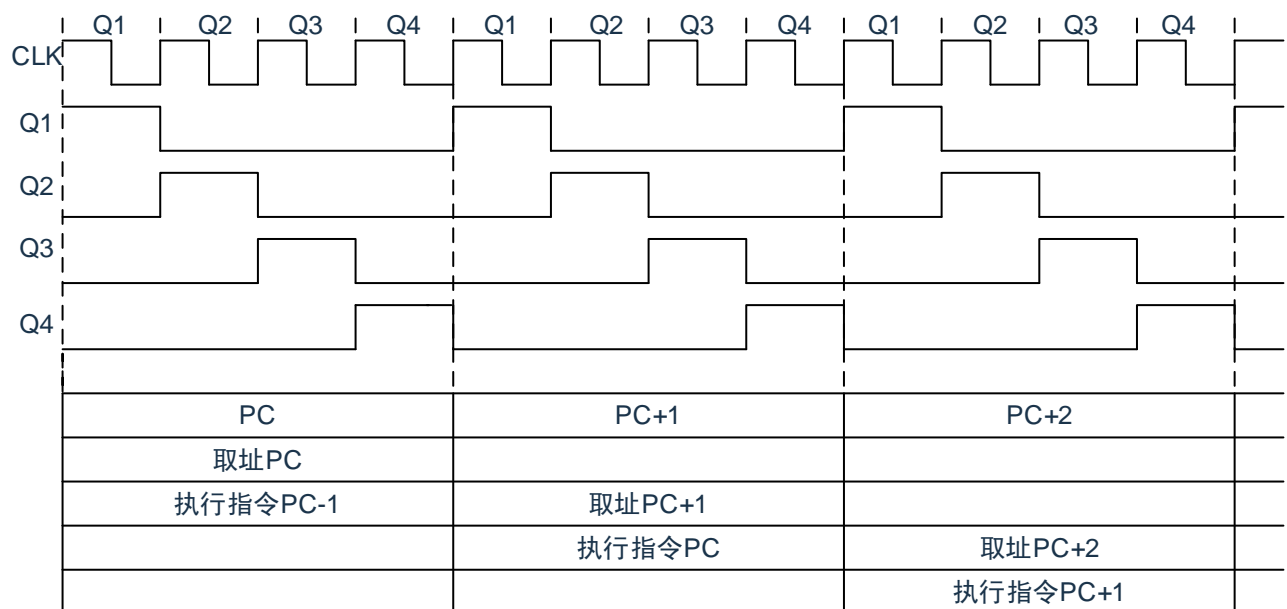 Q1 Q2 Q3 Q4 Q1 Q2 Q3 Q4 Q1 Q2 Q3 Q4
CLK
Q1
Q2
Q3
Q4
PC PC+1 PC+2
取址PC
执行指令PC-1 取址PC+1
执行指令PC 取址PC+2
执行指令PC+1